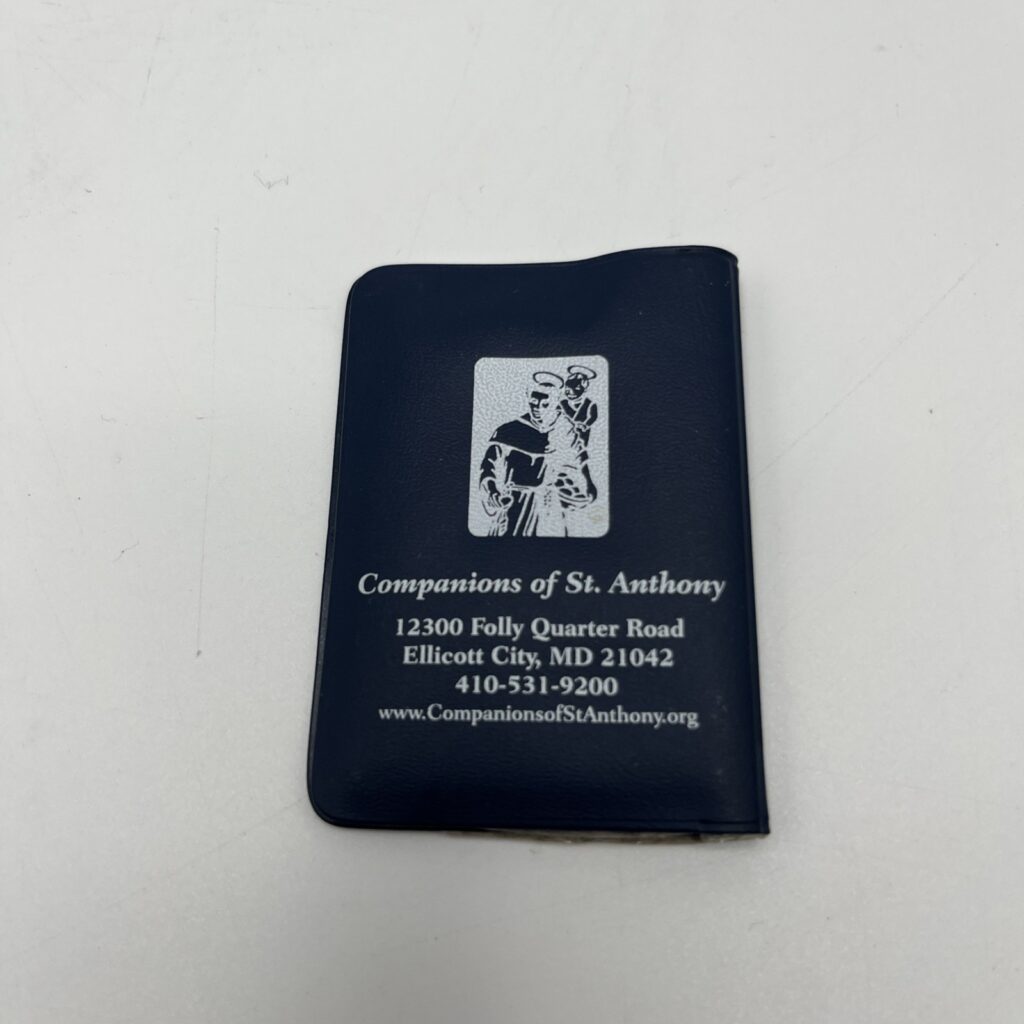 Companions of St. Anthony
12300 Folly Quarter Road
Ellicott City, MD 21042
410-531-9200
www.CompanionsofStAnthony.org